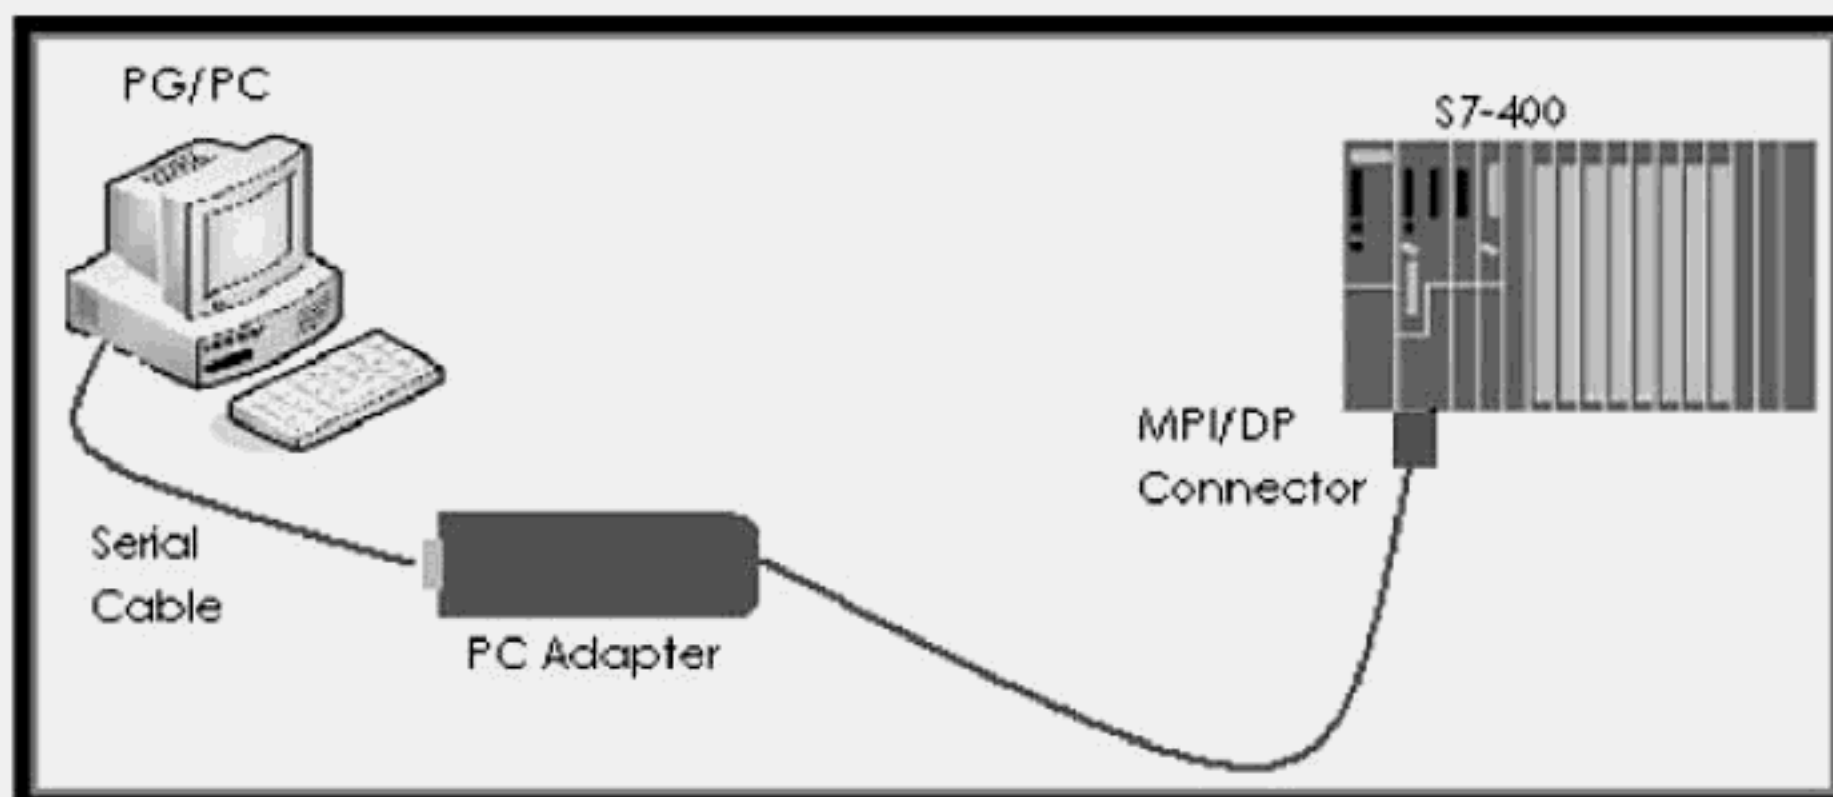 PG/PC
S7-400
MPI/DP
Connector
Serial
Cable
PC Adapter